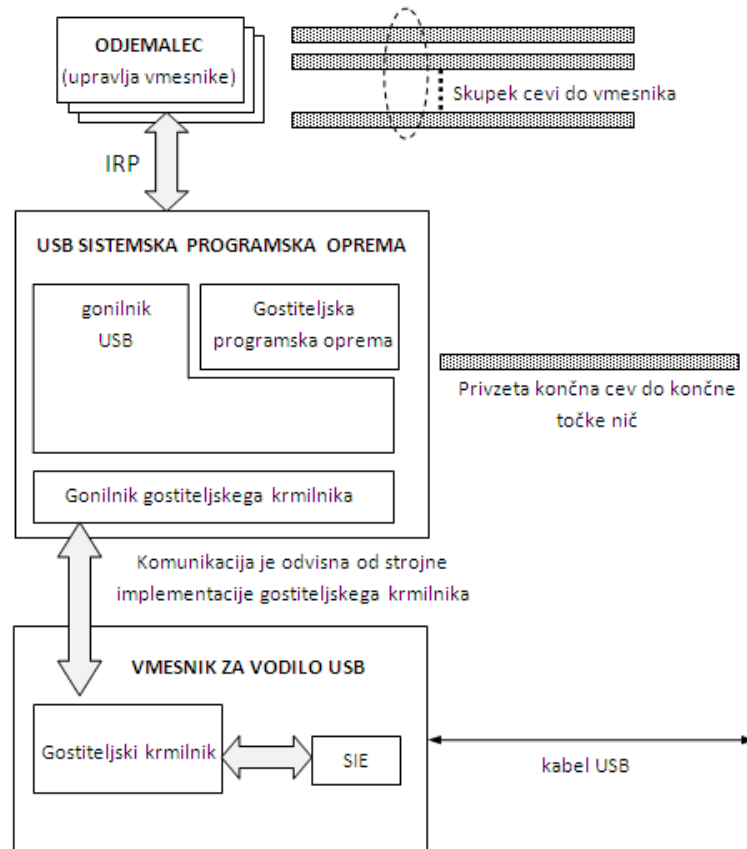 ODJEMALEC
(upravlja vmesnike)
Skupek cevi do vmesnika
IRP
USB SISTEMSKA PROGRAMSKA OPREMA
gonilnik
USB
Gostiteljska
programska oprema
Privzeta končna cev do končne
točke nič
Gonilnik gostiteljskega krmilnika
Komunikacija je odvisna od strojne
implementacije gostiteljskega krmilnika
VMESNIK ZA VODILO USB
Gostiteljski krmilnik
SIE
kabel USB